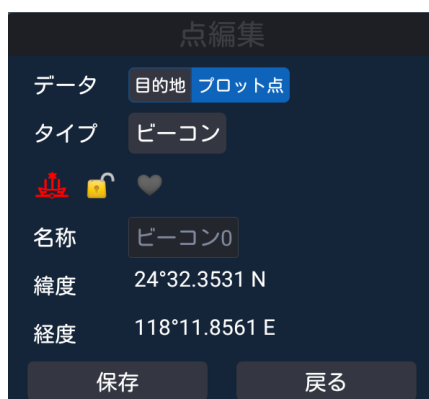 点編集
データ 目的地 プロット点
タイプ ビーコン
名称 ビーコン0
緯度 24°32.3531 N
経度 118°11.8561 E
保存 戻る